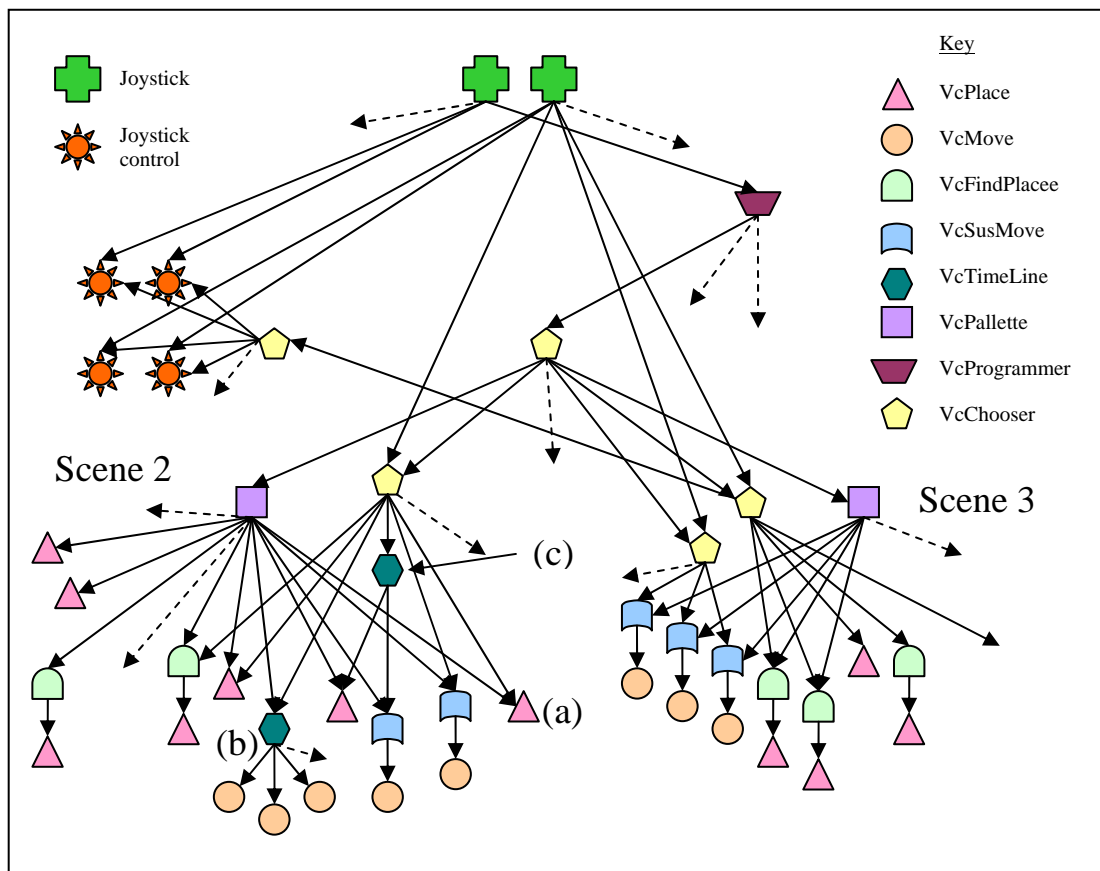 Joystick
Joystick
control
Key
VcPlace
VcMove
VcFindPlacee
VcSusMove
VcTimeLine
VcPallette
VcProgrammer
VcChooser
Scene 2
Scene 3
(c)
(a)
(b)